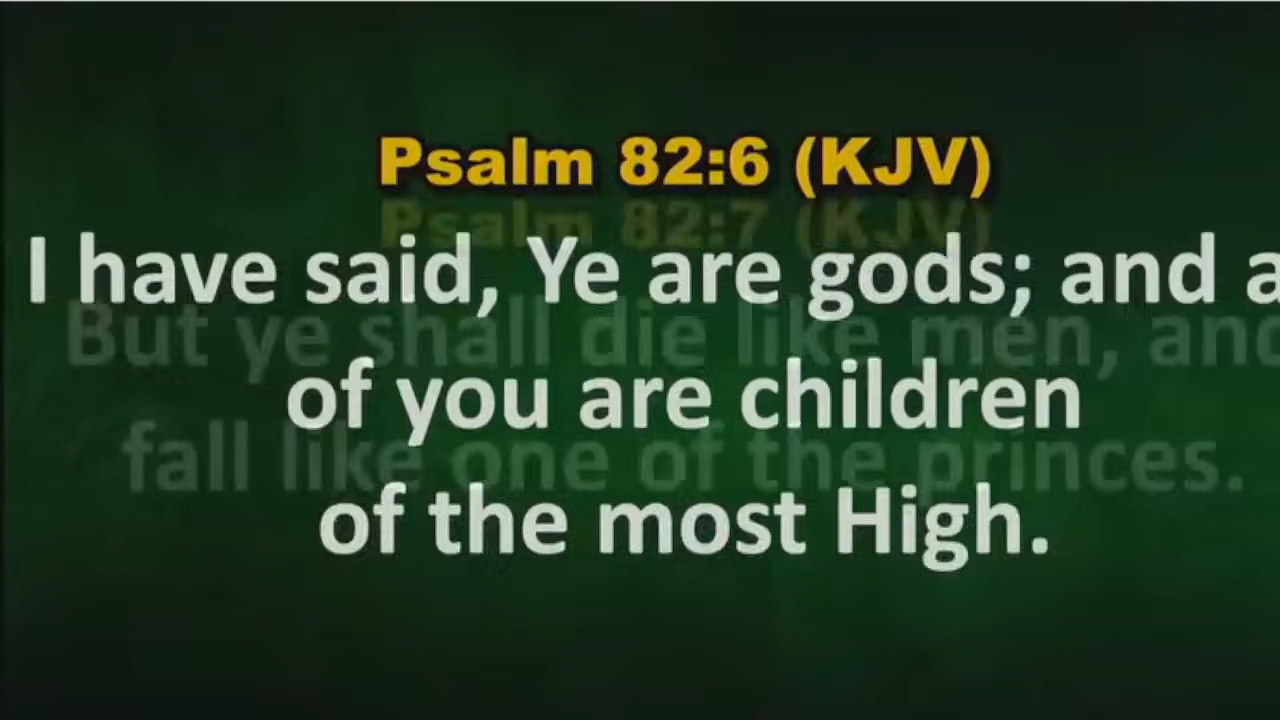 Psalm 82:6 (KJV)
Psalm 82:7 (KJV)
I have said, Ye are gods; and a
But ye shall die like men, and
of you are children
fall like one of the princes.
of the most High.